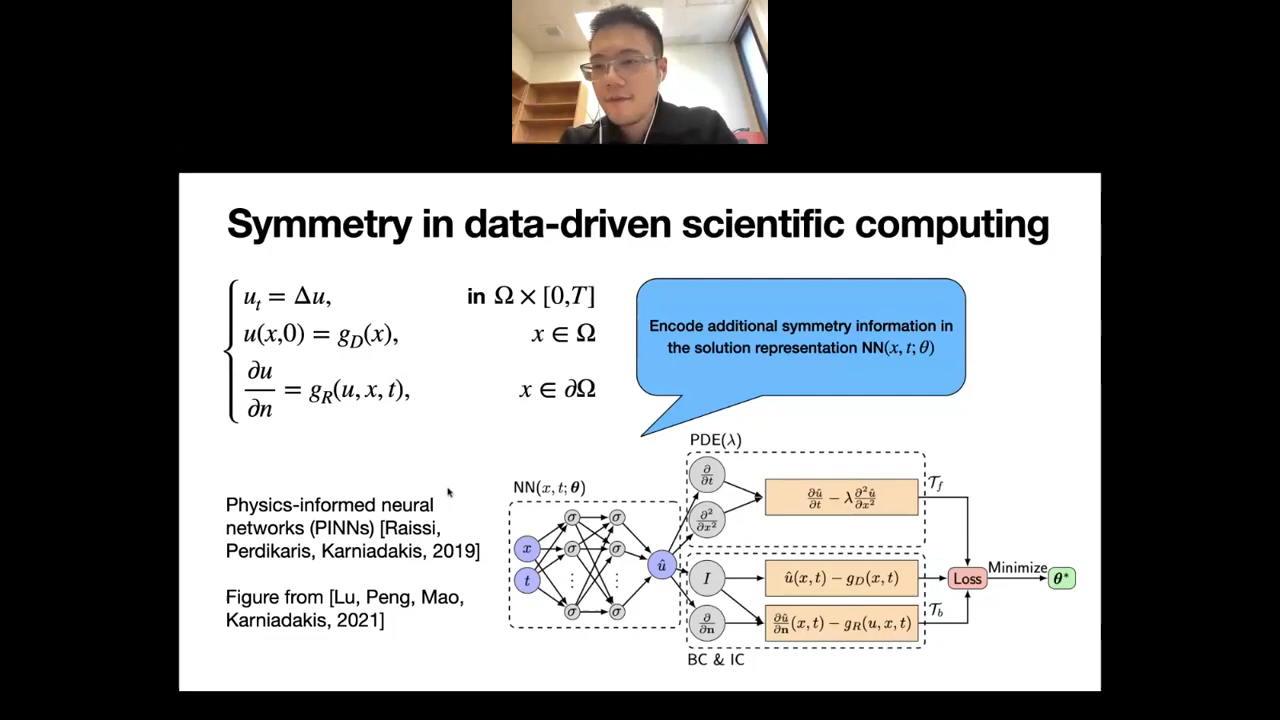 Symmetry in data-driven scientific computing
u_t = Δu, in Ω × [0,T]
u(x,0) = g_D(x), x ∈ Ω
∂u/∂n = g_R(u, x, t), x ∈ ∂Ω
Encode additional symmetry information in
the solution representation NN(x, t; θ)
Physics-informed neural
networks (PINNs) [Raissi,
Perdikaris, Karniadakis, 2019]
Figure from [Lu, Peng, Mao,
Karniadakis, 2021]
NN(x, t; θ)
x
t
σ σ
σ σ
⋮ ⋮
σ σ
û
PDE(λ)
∂/∂t
∂²/∂x²
∂û/∂t − λ ∂²û/∂x²
T_f
I
û(x, t) − g_D(x, t)
∂/∂n
∂û/∂n (x, t) − g_R(u, x, t)
T_b
BC & IC
Loss
Minimize
θ*